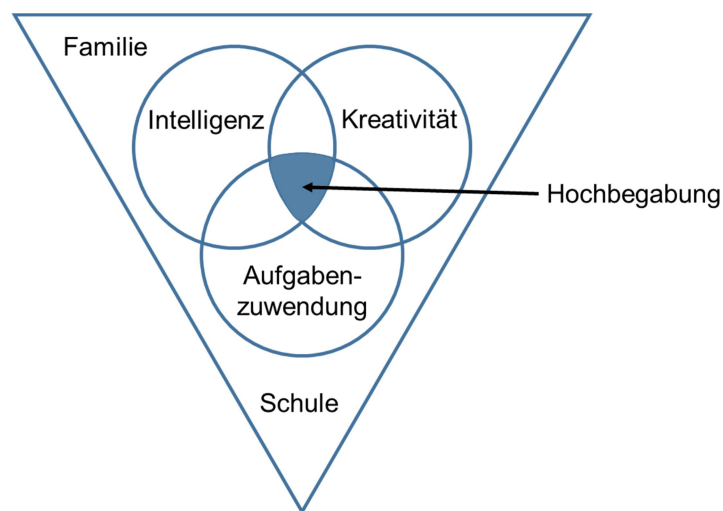 Familie
Intelligenz
Kreativität
Hochbegabung
Aufgaben-
zuwendung
Schule